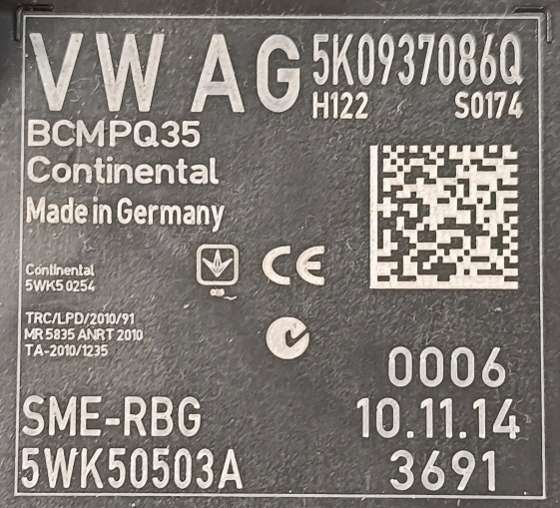 VW AG 5K0937086Q
H122 S0174
BCMPQ35
Continental
Made in Germany
CE
Continental
5WK5 0254
TRC/LPD/2010/91
MR 5835 ANRT 2010
TA-2010/1235
0006
SME-RBG 10.11.14
5WK50503A 3691